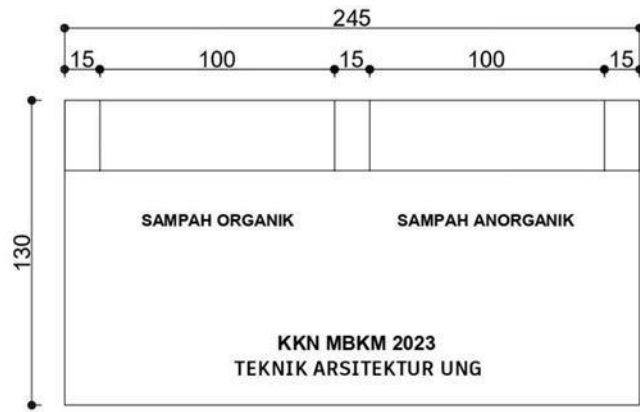 245
15 100 15 100 15
130
SAMPAH ORGANIK SAMPAH ANORGANIK
KKN MBKM 2023
TEKNIK ARSITEKTUR UNG